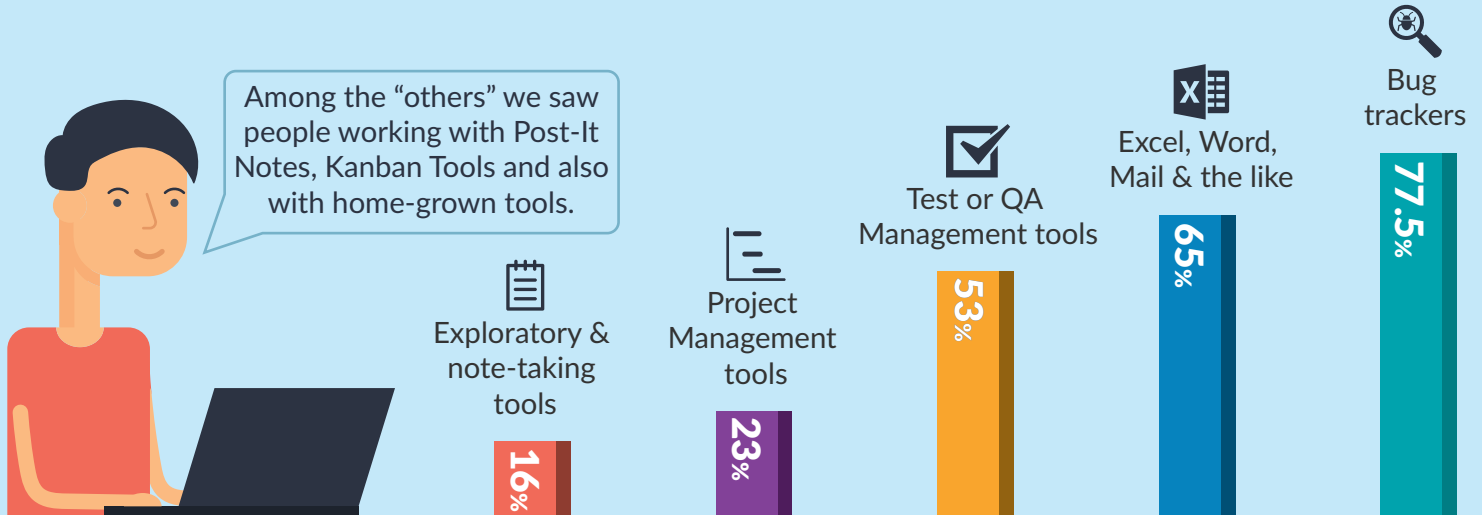 Among the “others” we saw
people working with Post-It
Notes, Kanban Tools and also
with home-grown tools.
Exploratory &
note-taking
tools
16%
Project
Management
tools
23%
Test or QA
Management tools
53%
X
Excel, Word,
Mail & the like
65%
Bug
trackers
77.5%